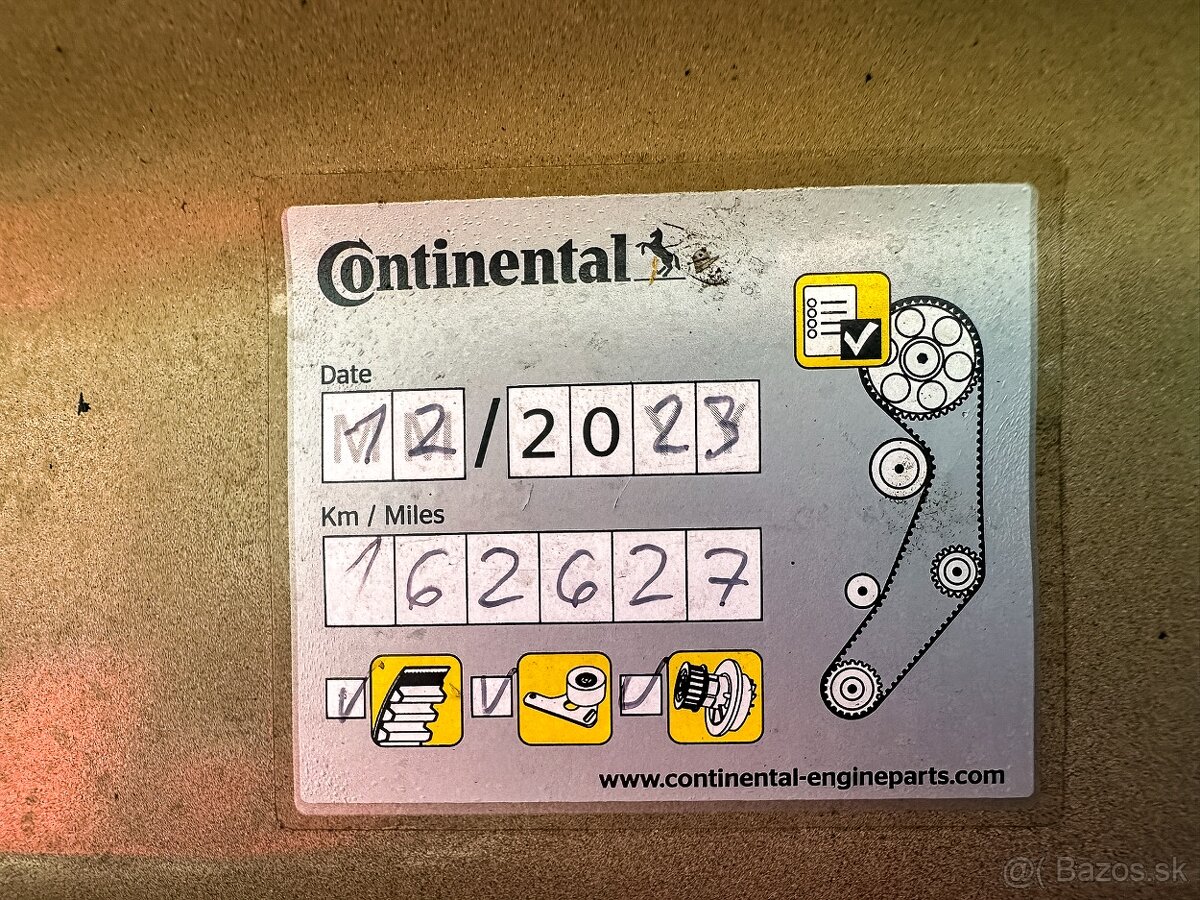 Continental
Date
12/2023
Km / Miles
162627
www.continental-engineparts.com
@( Bazos.sk